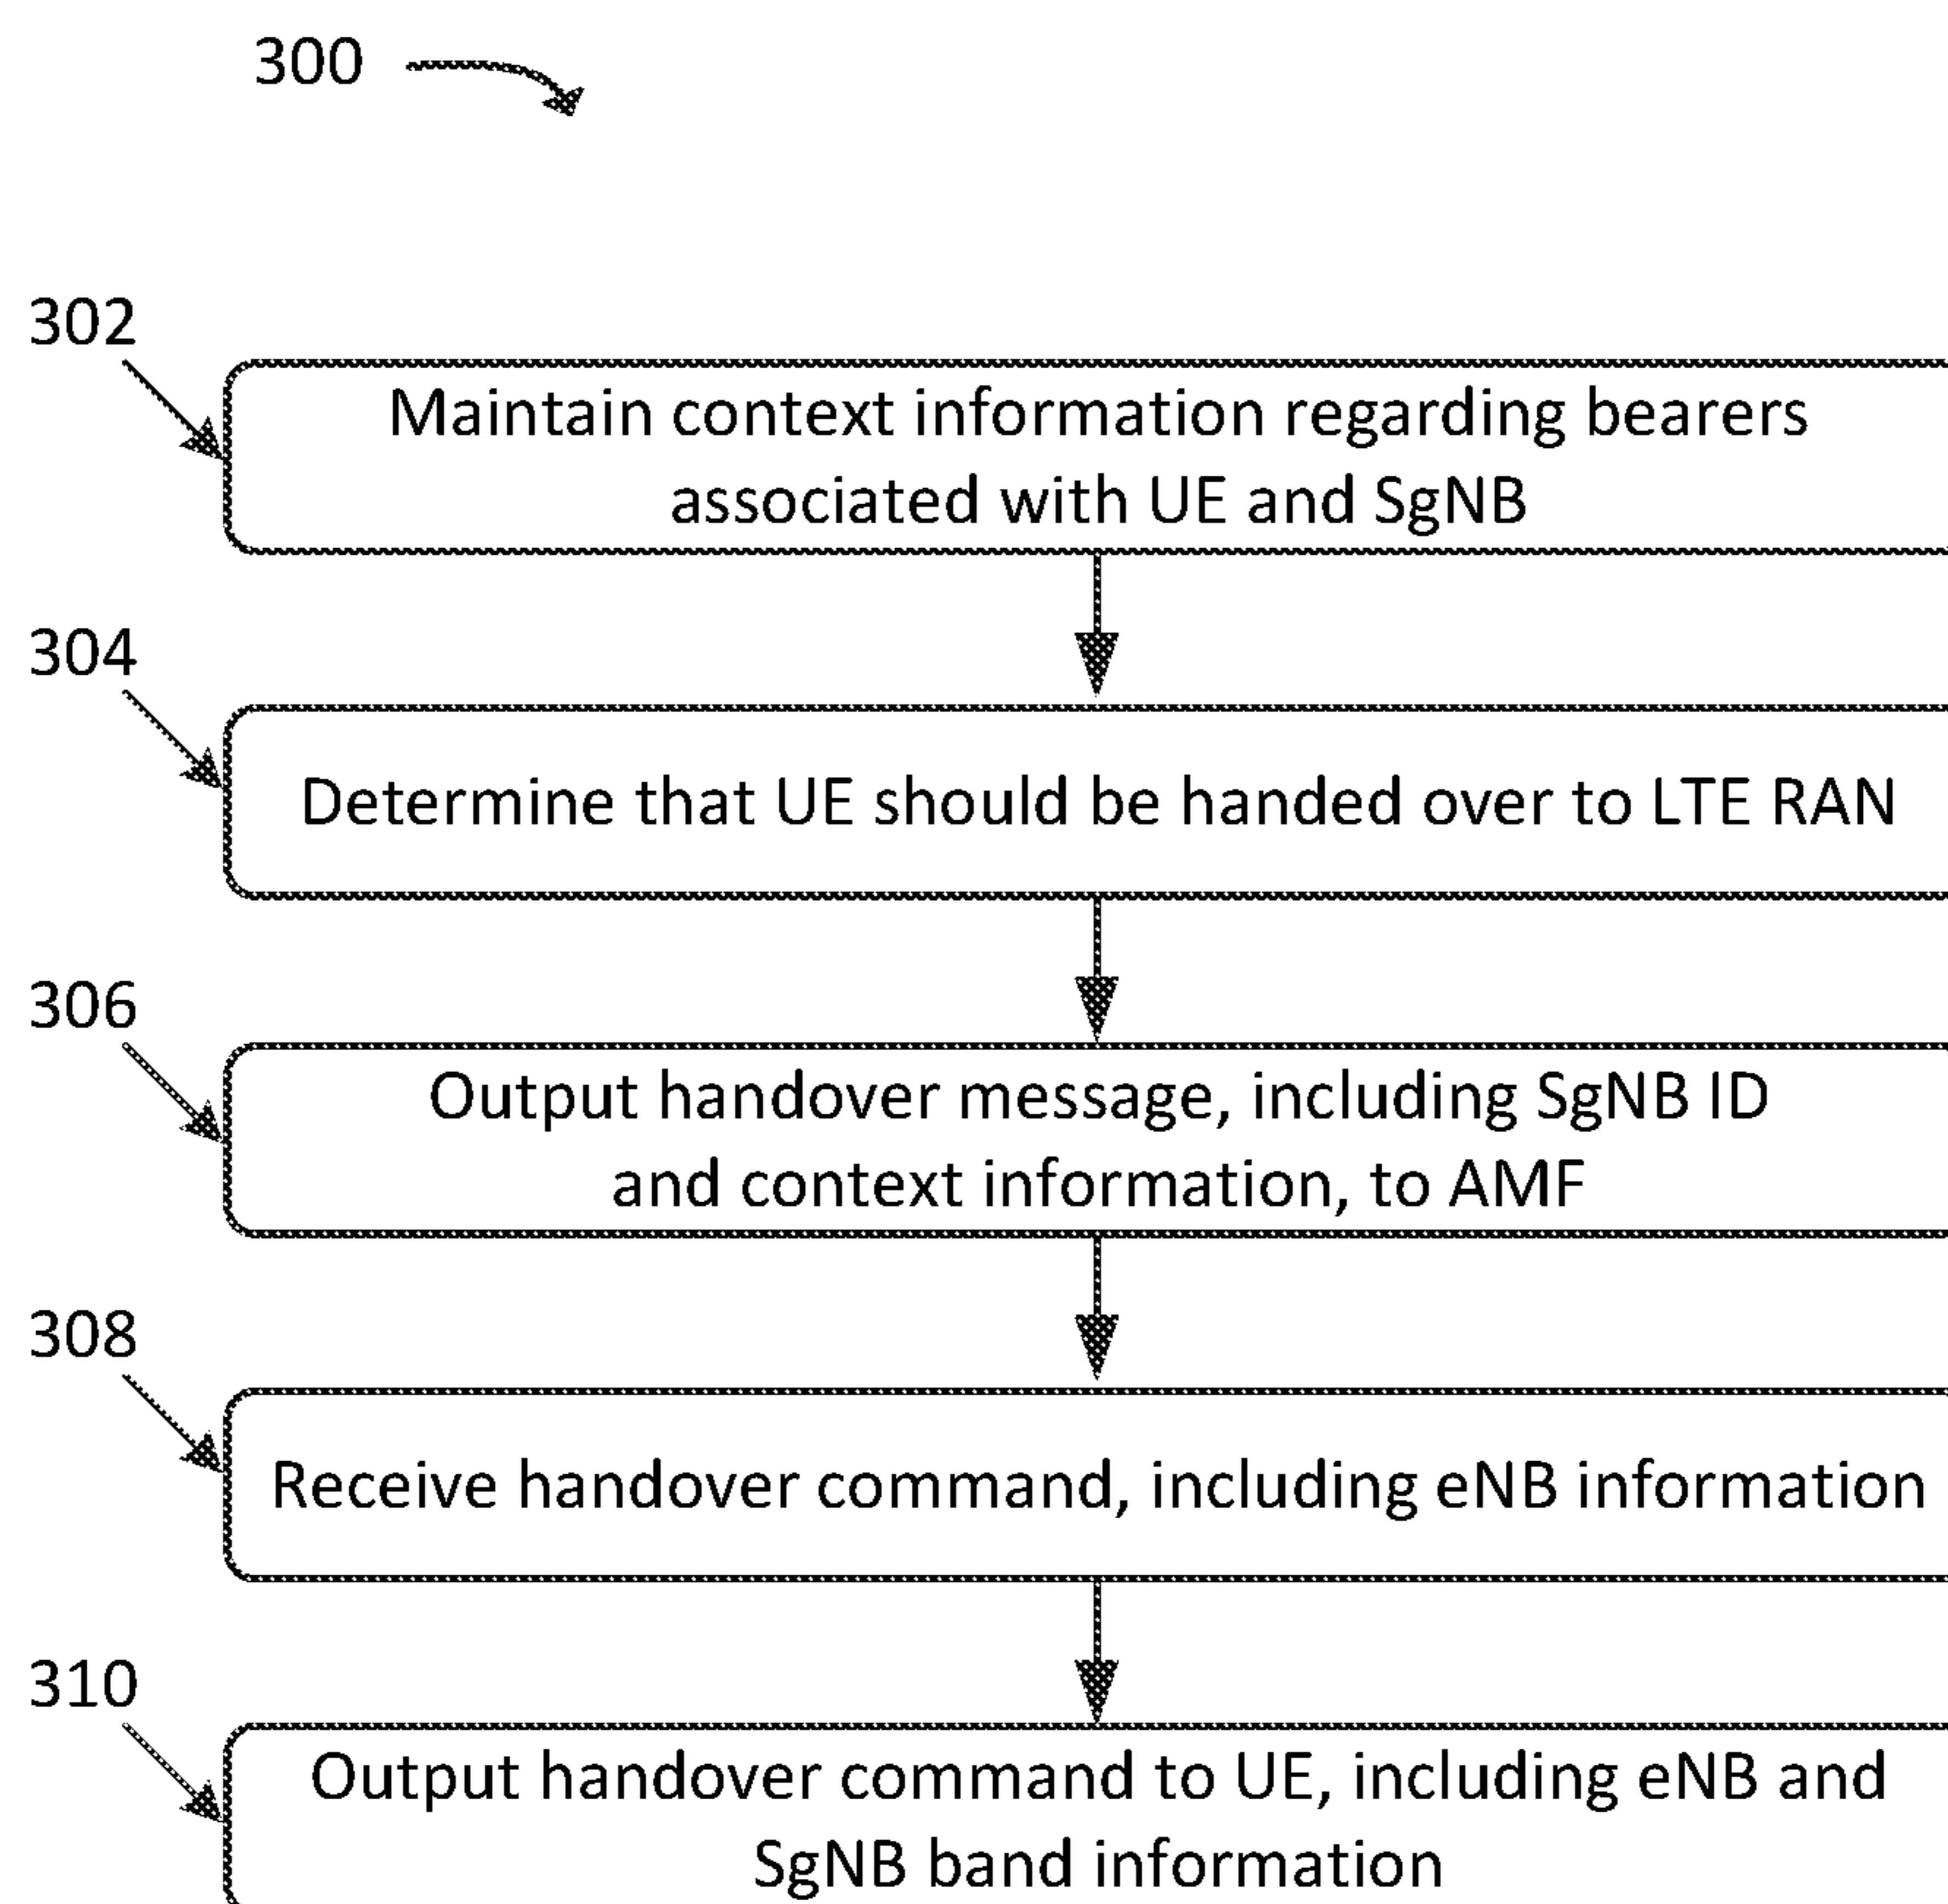 300
302
Maintain context information regarding bearers
associated with UE and SgNB
304
Determine that UE should be handed over to LTE RAN
306
Output handover message, including SgNB ID
and context information, to AMF
308
Receive handover command, including eNB information
310
Output handover command to UE, including eNB and
SgNB band information